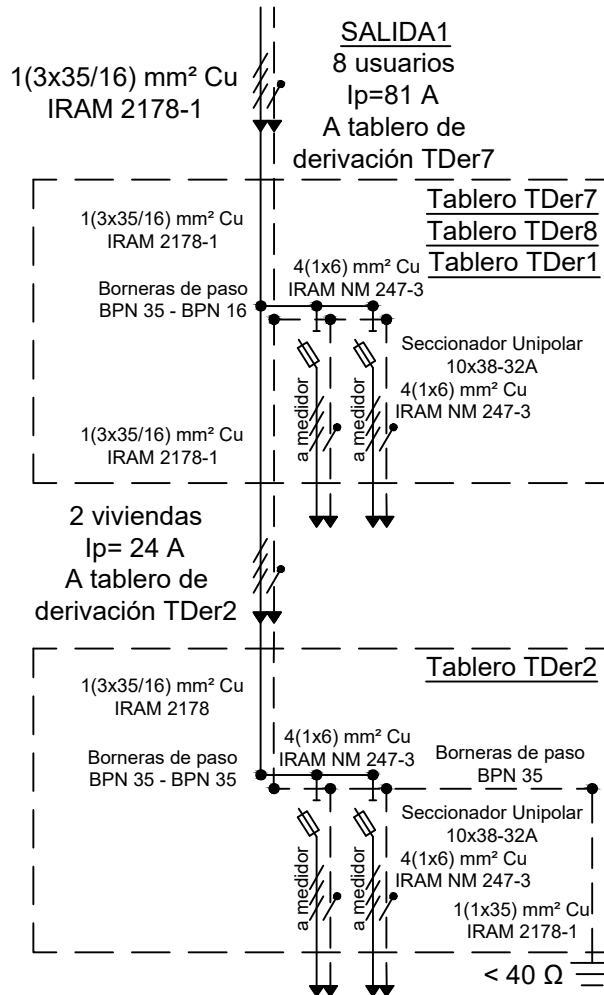 1(3x35/16) mm² Cu
IRAM 2178-1
SALIDA1
8 usuarios
Ip=81 A
A tablero de
derivación TDer7
Tablero TDer7
Tablero TDer8
Tablero TDer1
1(3x35/16) mm² Cu
IRAM 2178-1
4(1x6) mm² Cu
IRAM NM 247-3
Borneras de paso
BPN 35 - BPN 16
Seccionador Unipolar
10x38-32A
4(1x6) mm² Cu
IRAM NM 247-3
a medidor
a medidor
1(3x35/16) mm² Cu
IRAM 2178-1
2 viviendas
Ip= 24 A
A tablero de
derivación TDer2
Tablero TDer2
1(3x35/16) mm² Cu
IRAM 2178
4(1x6) mm² Cu
IRAM NM 247-3
Borneras de paso
BPN 35 - BPN 35
Borneras de paso
BPN 35
Seccionador Unipolar
10x38-32A
4(1x6) mm² Cu
IRAM NM 247-3
a medidor
a medidor
1(1x35) mm² Cu
IRAM 2178-1
< 40 Ω